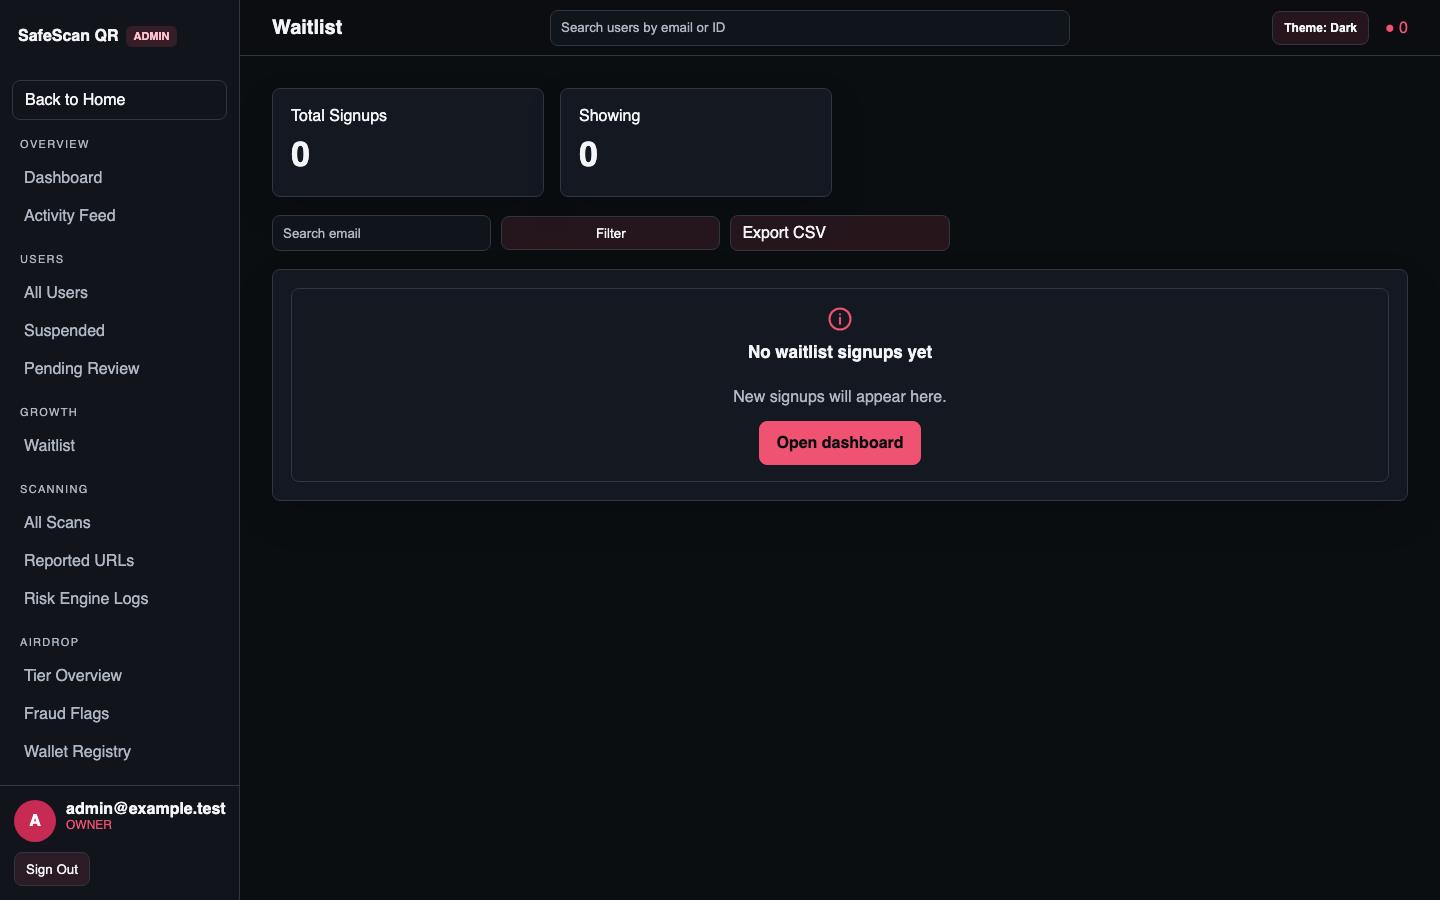 SafeScan QR ADMIN
Back to Home
OVERVIEW
Dashboard
Activity Feed
USERS
All Users
Suspended
Pending Review
GROWTH
Waitlist
SCANNING
All Scans
Reported URLs
Risk Engine Logs
AIRDROP
Tier Overview
Fraud Flags
Wallet Registry
A
admin@example.test
OWNER
Sign Out
Waitlist
Search users by email or ID
Theme: Dark
0
Total Signups
0
Showing
0
Search email
Filter
Export CSV
No waitlist signups yet
New signups will appear here.
Open dashboard